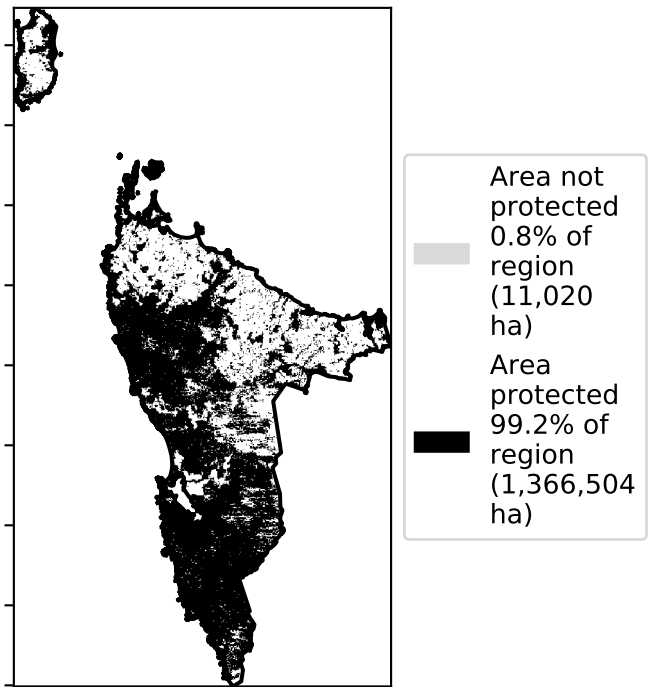 Area not
protected
0.8% of
region
(11,020
ha)
Area
protected
99.2% of
region
(1,366,504
ha)